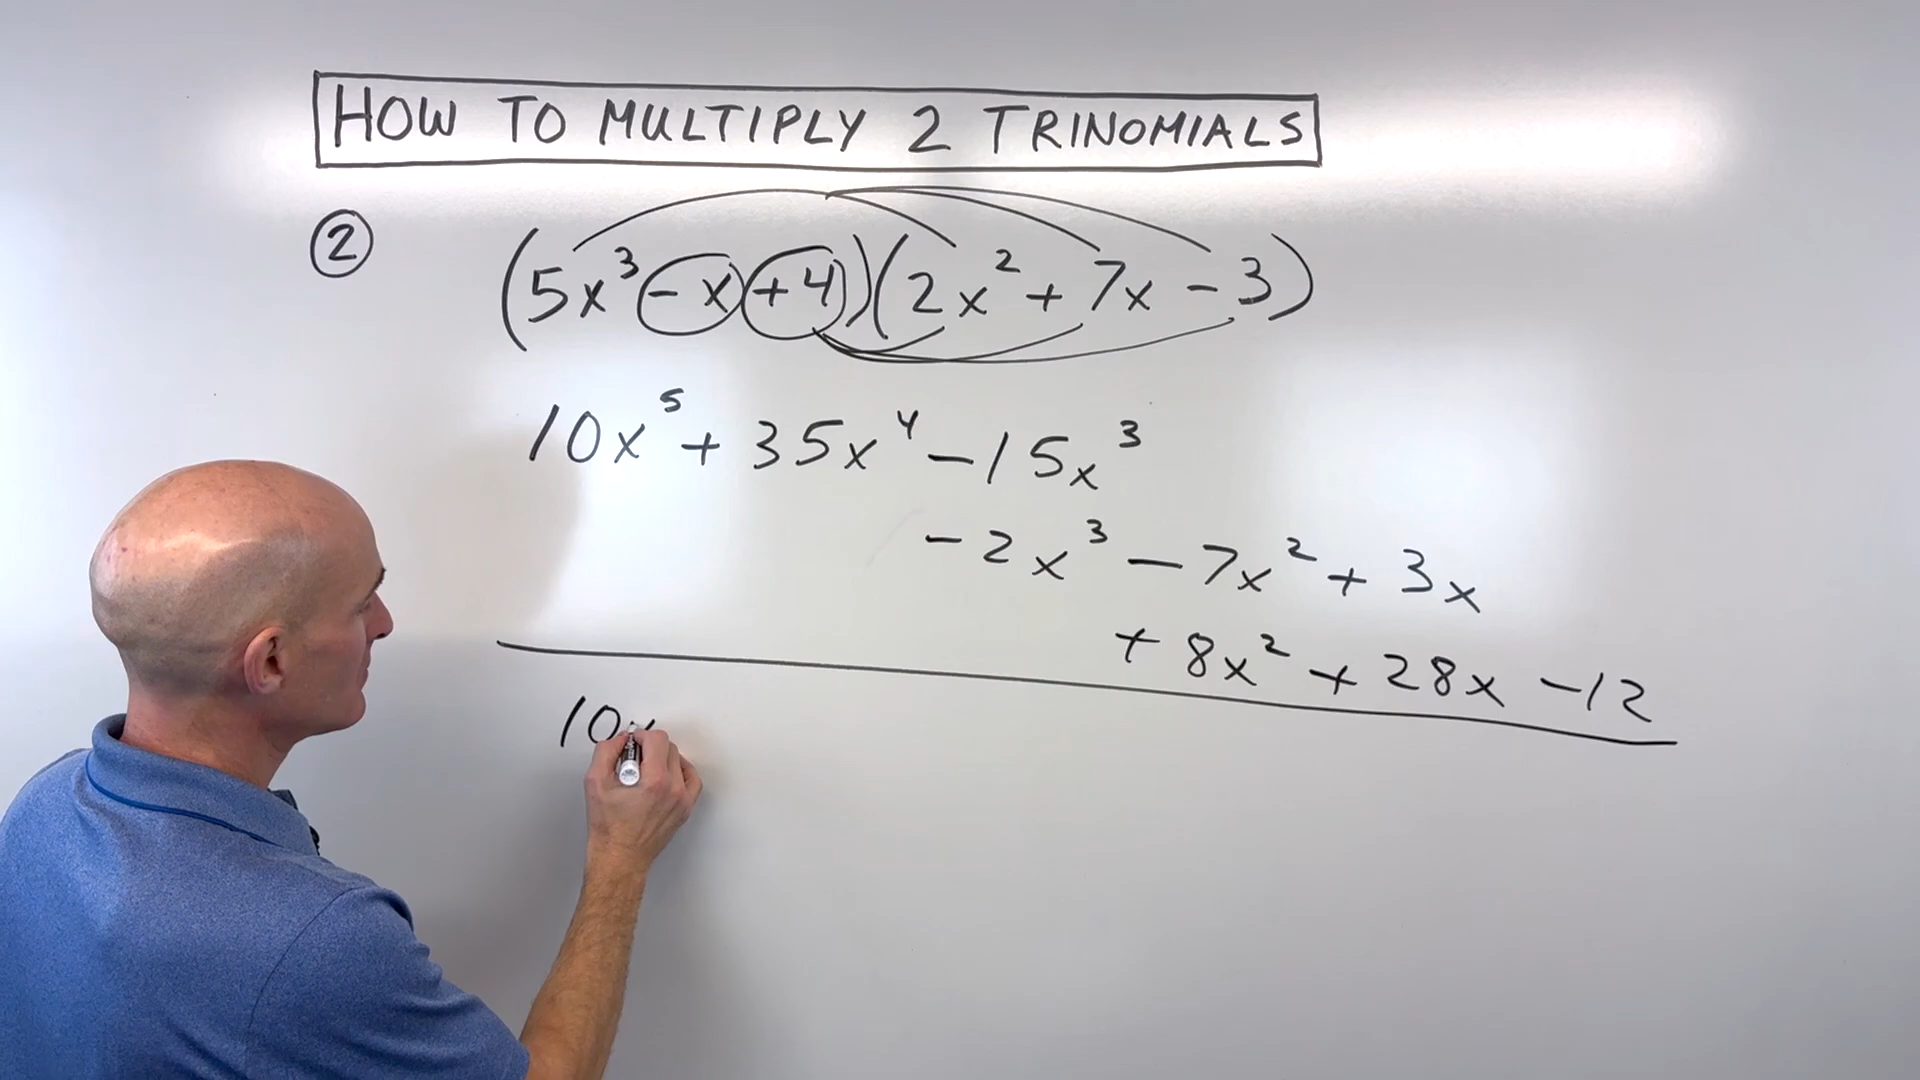 HOW TO MULTIPLY 2 TRINOMIALS
② (5x³ - x + 4)(2x² + 7x - 3)
10x⁵ + 35x⁴ - 15x³
- 2x³ - 7x² + 3x
+ 8x² + 28x - 12
10x